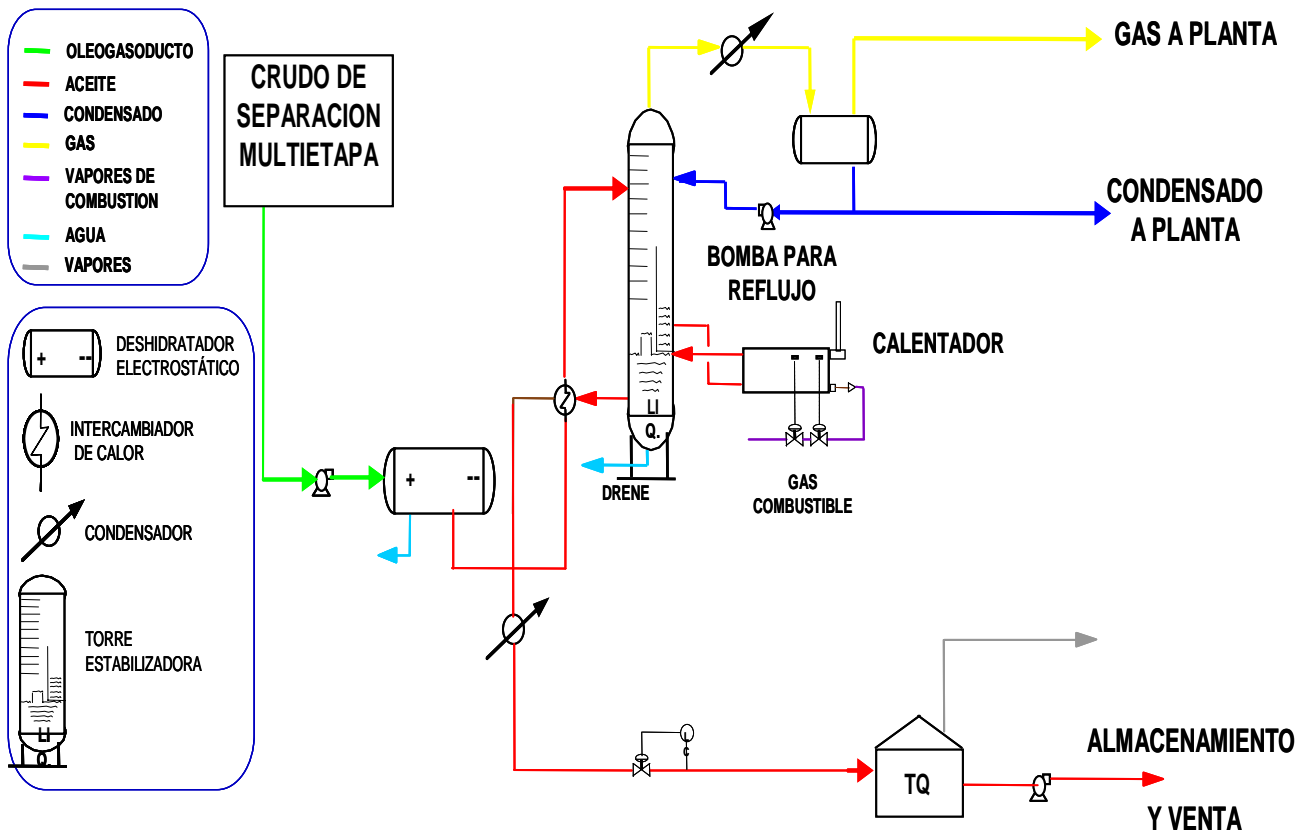 OLEOGASODUCTO
ACEITE
CONDENSADO
GAS
VAPORES DE
COMBUSTION
AGUA
VAPORES
CRUDO DE
SEPARACION
MULTIETAPA
GAS A PLANTA
CONDENSADO
A PLANTA
BOMBA PARA
REFLUJO
CALENTADOR
LI
Q.
DRENE
GAS
COMBUSTIBLE
+ --
DESHIDRATADOR
ELECTROSTÁTICO
INTERCAMBIADOR
DE CALOR
CONDENSADOR
TORRE
ESTABILIZADORA
LI
Q
+ --
L
C
TQ
ALMACENAMIENTO
Y VENTA